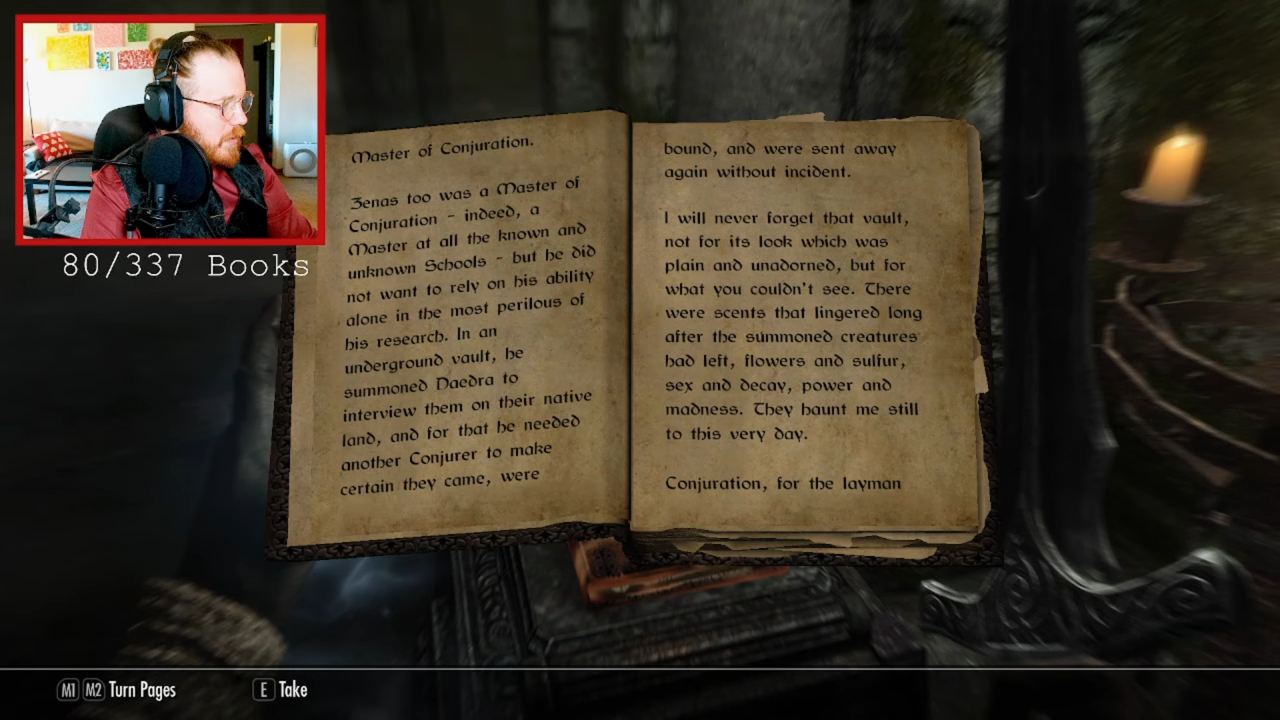 80/337 Books
Master of Conjuration.
Zenas too was a Master of
Conjuration - indeed, a
Master at all the known and
unknown Schools - but he did
not want to rely on his ability
alone in the most perilous of
his research. In an
underground vault, he
summoned Daedra to
interview them on their native
land, and for that he needed
another Conjurer to make
certain they came, were
bound, and were sent away
again without incident.
I will never forget that vault,
not for its look which was
plain and unadorned, but for
what you couldn't see. There
were scents that lingered long
after the summoned creatures
had left, flowers and sulfur,
sex and decay, power and
madness. They haunt me still
to this very day.
Conjuration, for the layman
M1 M2 Turn Pages
E Take